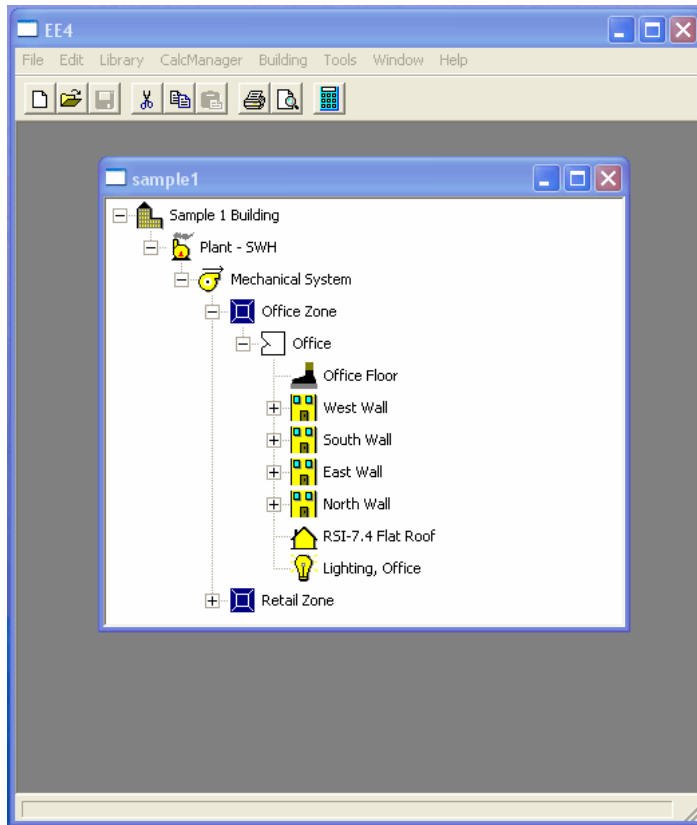 EE4
File Edit Library CalcManager Building Tools Window Help
sample1
Sample 1 Building
Plant - SWH
Mechanical System
Office Zone
Office
Office Floor
West Wall
South Wall
East Wall
North Wall
RSI-7.4 Flat Roof
Lighting, Office
Retail Zone